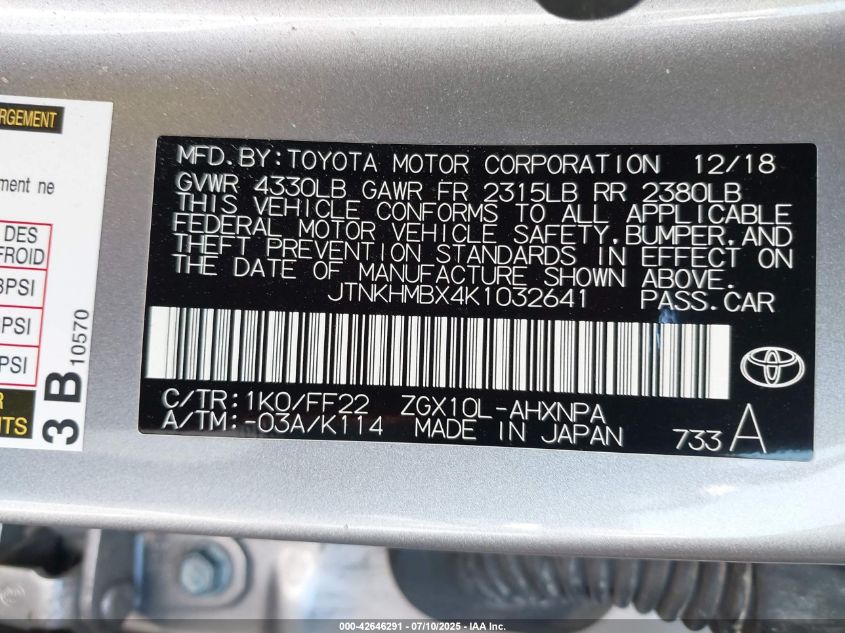 RGEMENT
ment ne
DES
FROID
PSI
PSI
PSI
3 B 10570
MFD.BY:TOYOTA MOTOR CORPORATION 12/18
GVWR 4330LB GAWR FR 2315LB RR 2380LB
THIS VEHICLE CONFORMS TO ALL APPLICABLE
FEDERAL MOTOR VEHICLE SAFETY,BUMPER,AND
THEFT PREVENTION STANDARDS IN EFFECT ON
THE DATE OF MANUFACTURE SHOWN ABOVE.
JTNKHMBX4K1032641 PASS.CAR
C/TR:1K0/FF22 ZGX10L-AHXNPA
A/TM:-03A/K114 MADE IN JAPAN 733 A
000-42646291 - 07/10/2025 - IAA Inc.